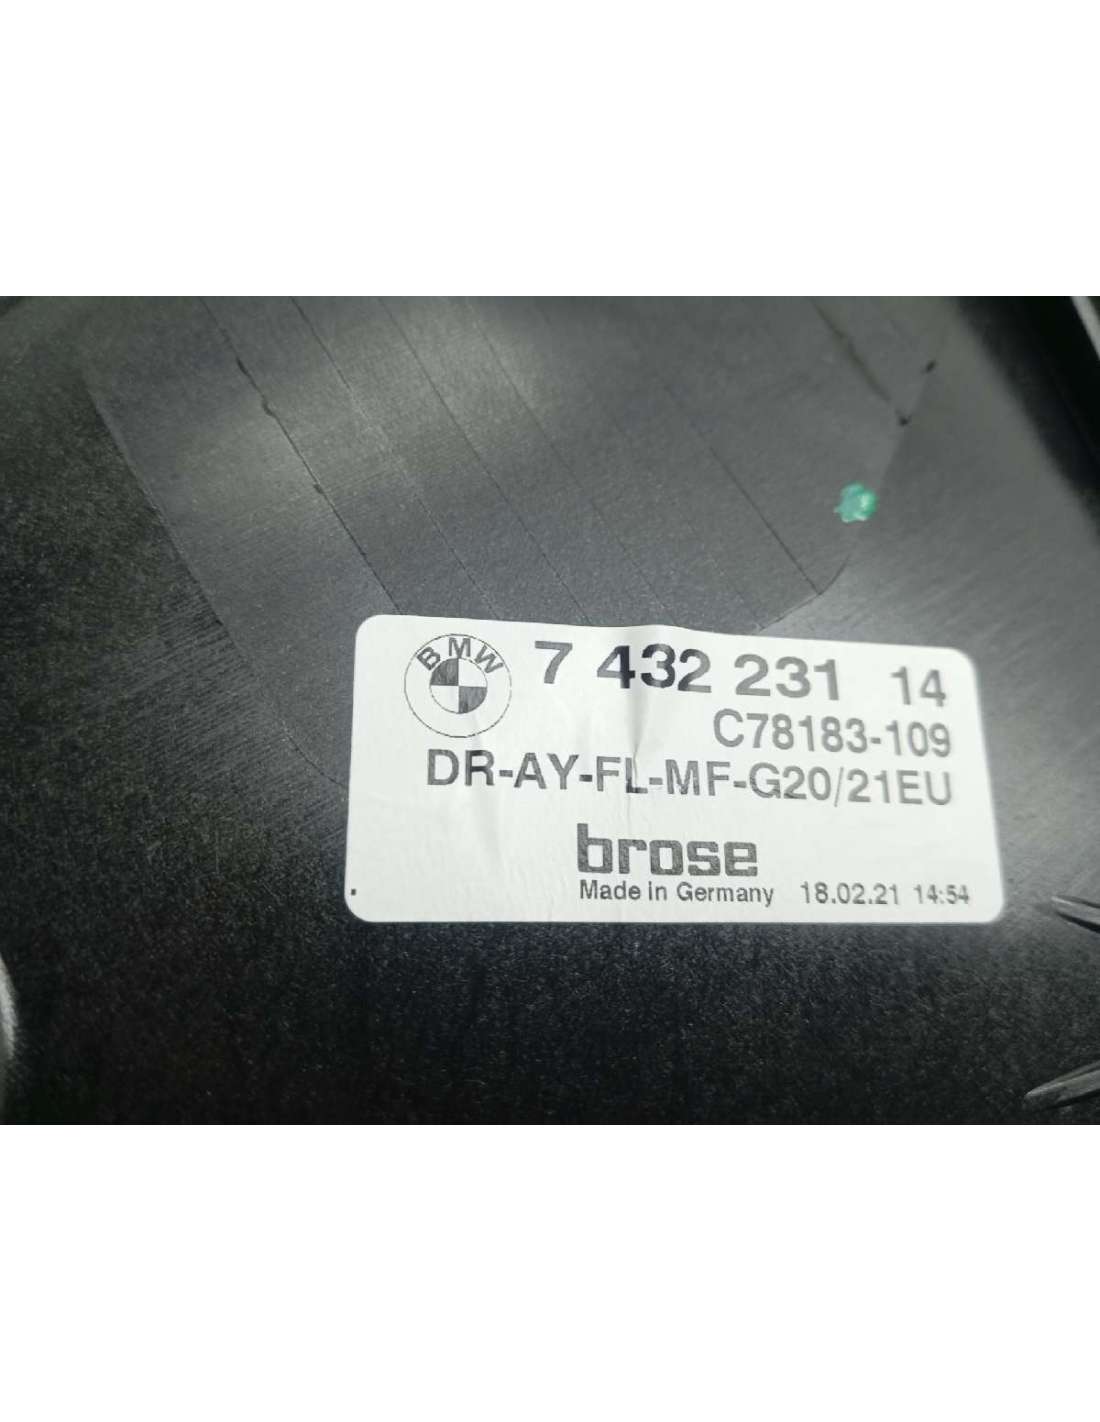 BMW 7 432 231 14
C78183-109
DR-AY-FL-MF-G20/21EU
brose
Made in Germany 18.02.21 14:54